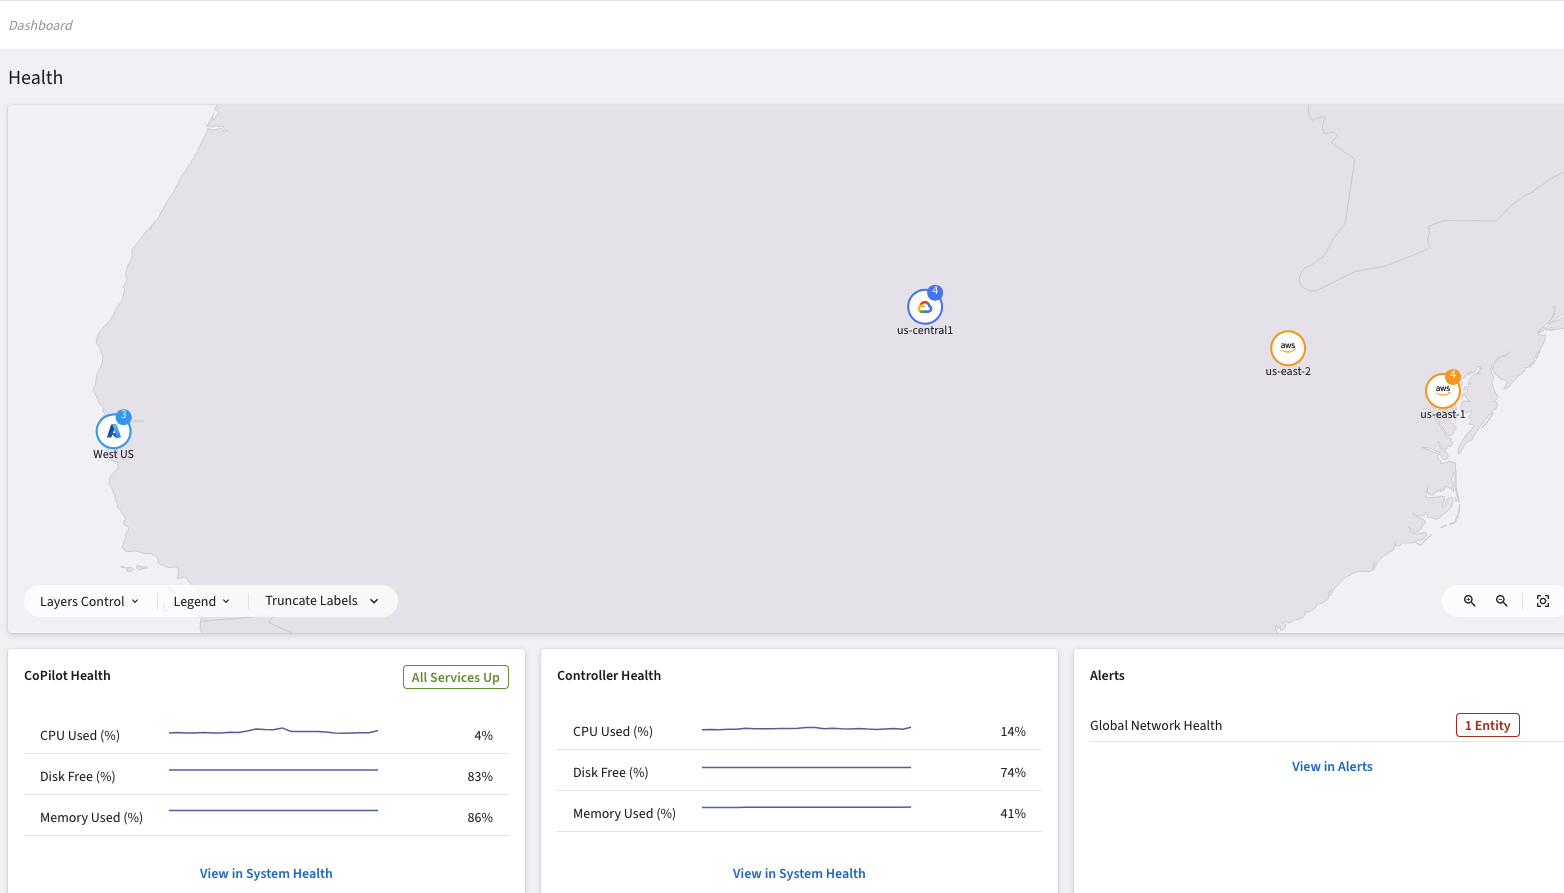 Dashboard
Health
4
us-central1
aws
us-east-2
4
aws
us-east-1
3
West US
Layers Control
Legend
Truncate Labels
CoPilot Health
All Services Up
CPU Used (%)
4%
Disk Free (%)
83%
Memory Used (%)
86%
View in System Health
Controller Health
CPU Used (%)
14%
Disk Free (%)
74%
Memory Used (%)
41%
View in System Health
Alerts
Global Network Health
1 Entity
View in Alerts